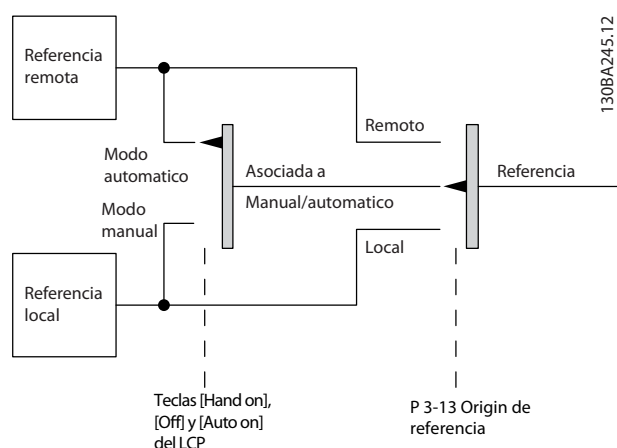 Referencia
remota
130BA245.12
Remoto
Modo
automatico
Asociada a
Referencia
Manual/automatico
Modo
manual
Local
Referencia
local
Teclas [Hand on],
[Off] y [Auto on]
del LCP
P 3-13 Origin de
referencia